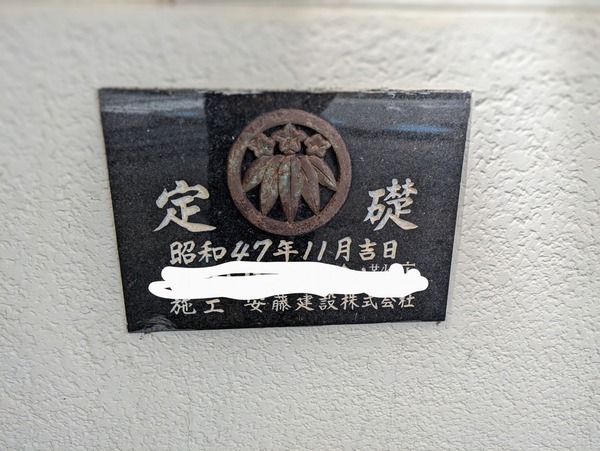 定礎
昭和47年11月吉日
施工 安藤建設株式会社